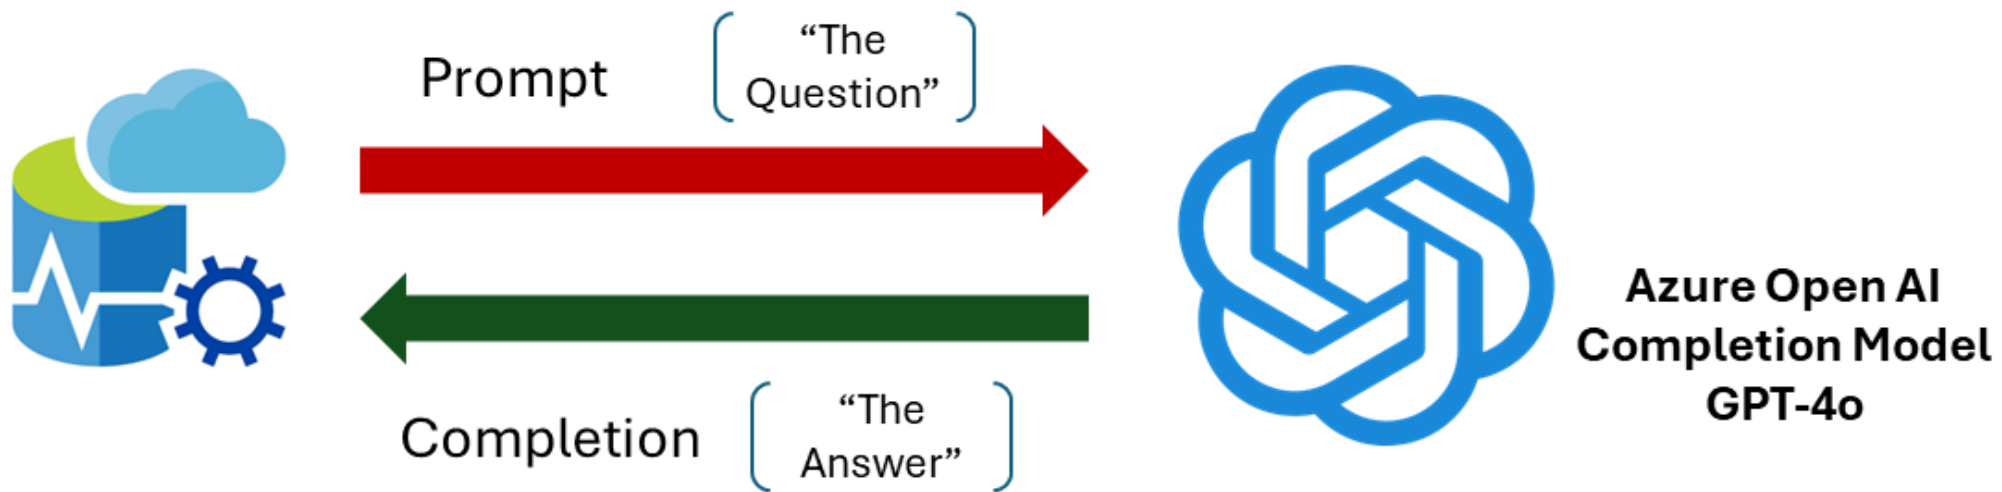 Prompt
“The
Question”
Completion
“The
Answer”
Azure Open AI
Completion Model
GPT-4o